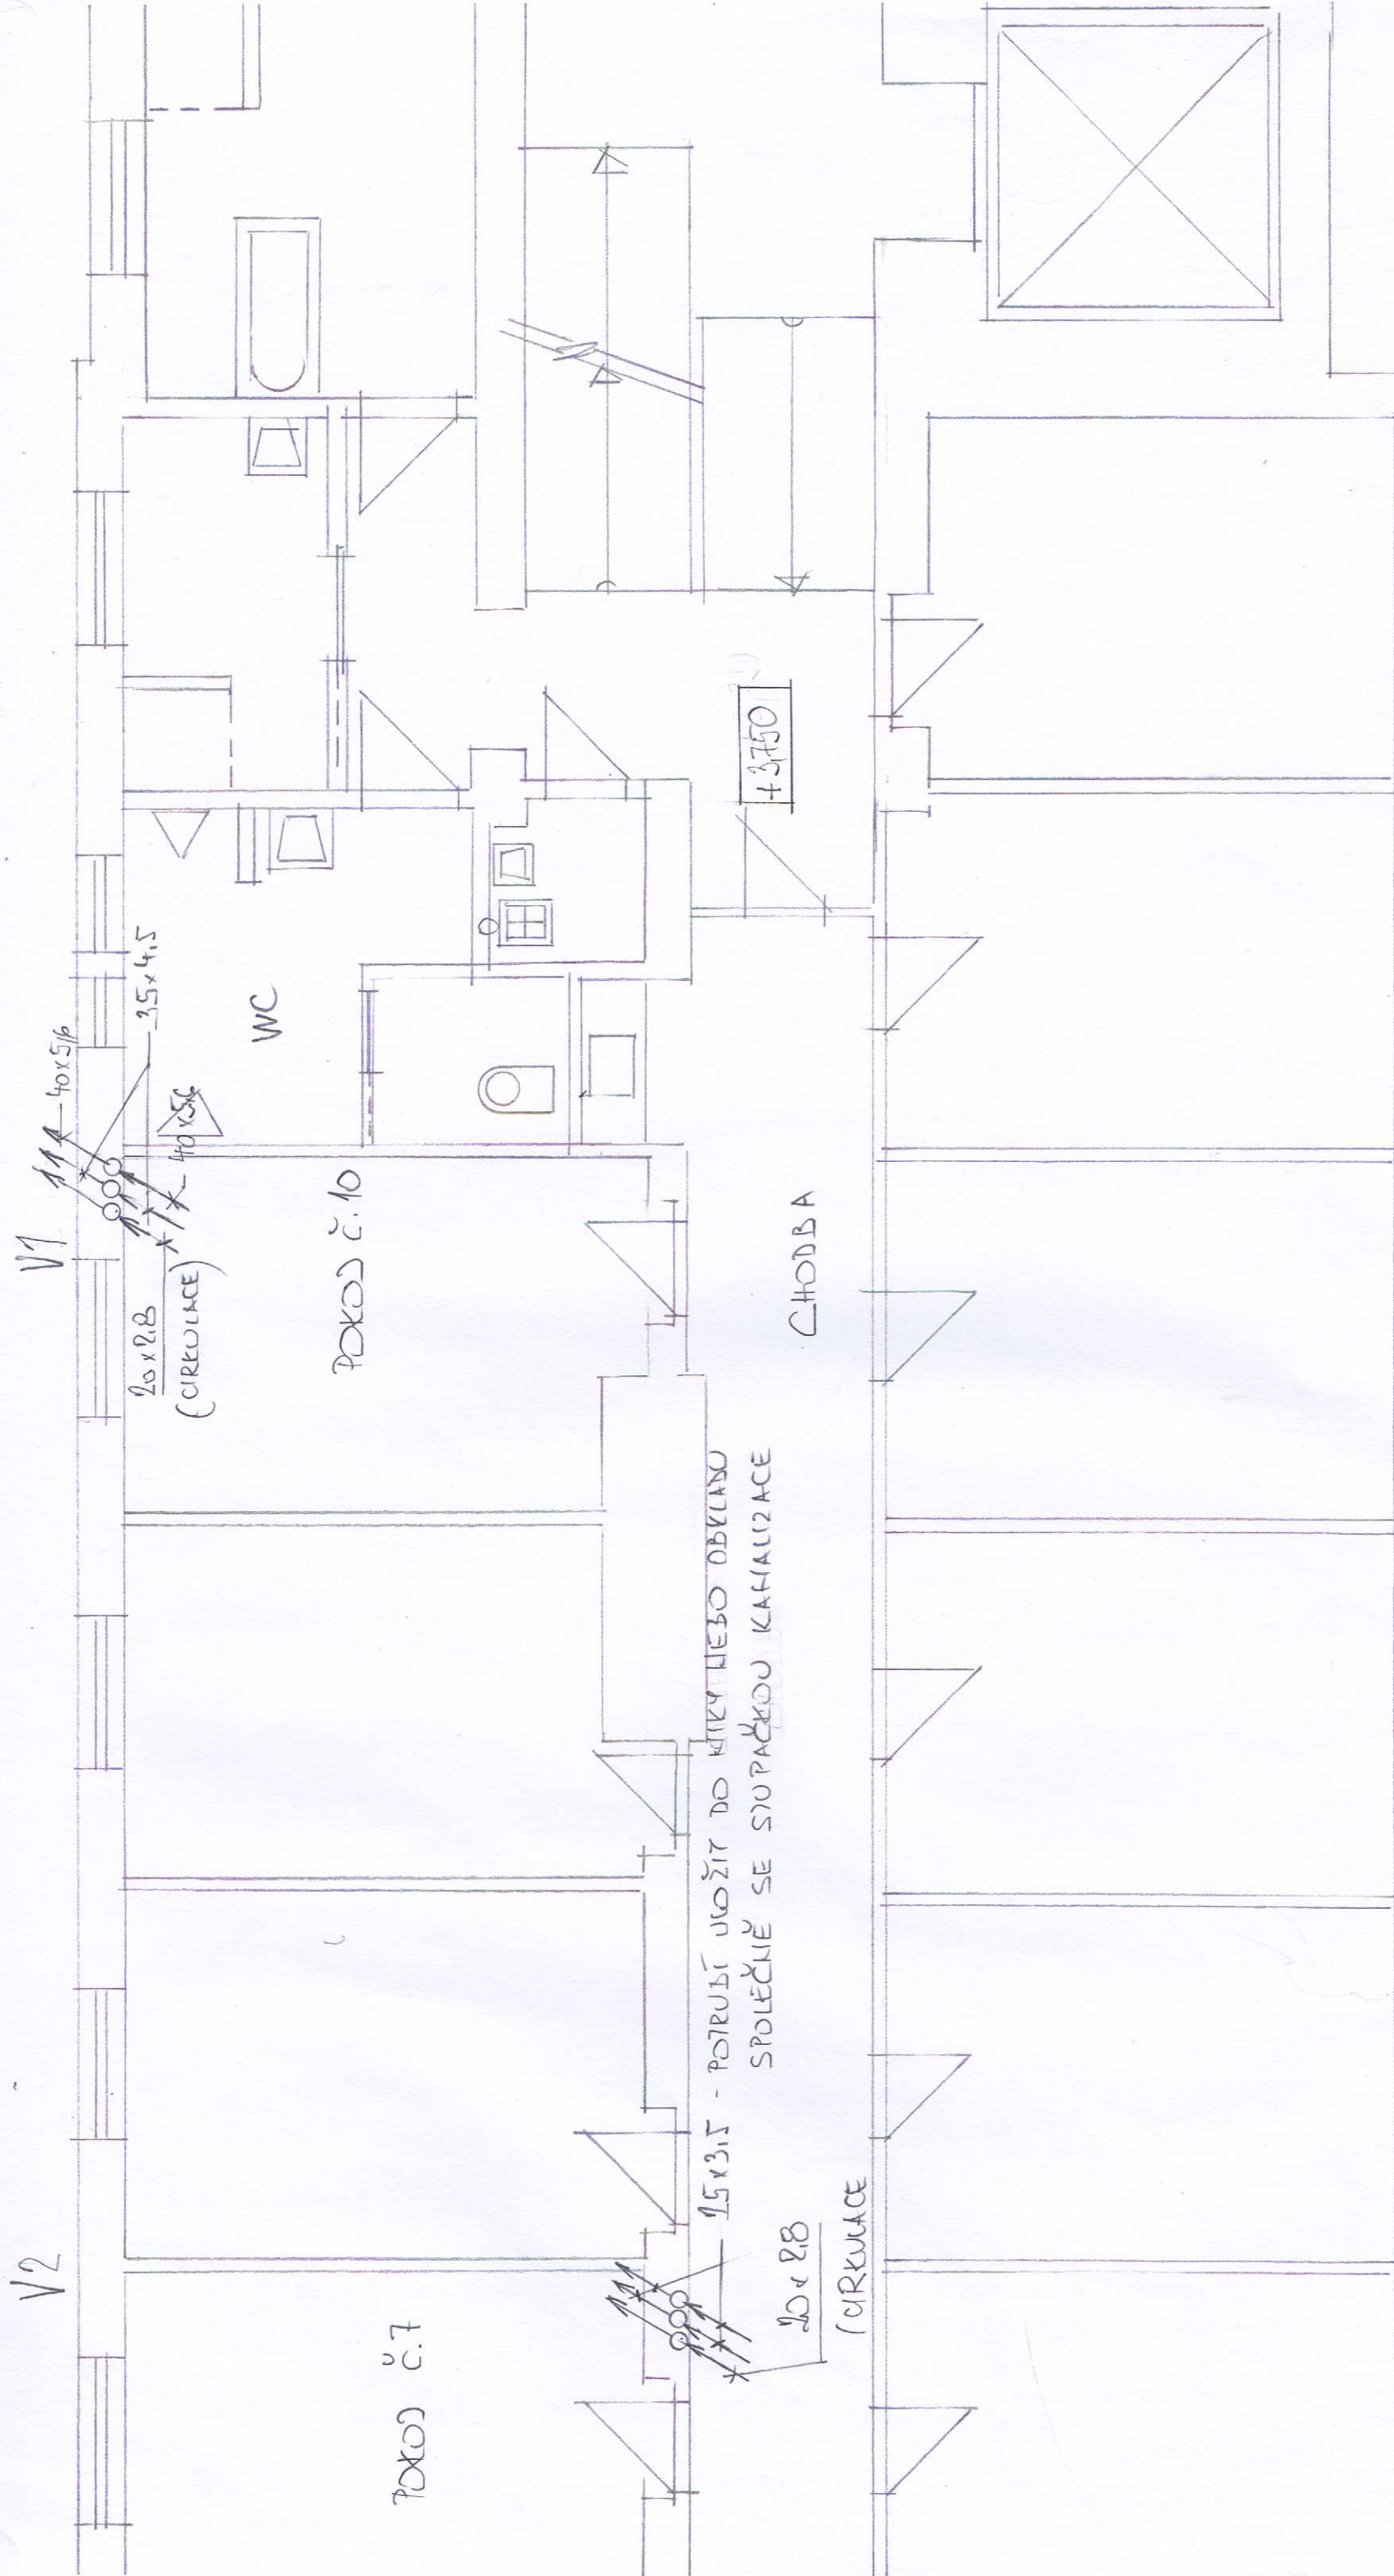 V2
V1
40x5,6
35x4,5
40x5,6
20x2,8
(CIRKULACE)
WC
POKOJ Č.7
POKOJ Č.10
+3,750
CHODBA
25x3,5 - POTRUBÍ ULOŽIT DO NIKY NEBO OBKLADU
SPOLEČNĚ SE STUPAČKOU KANALIZACE
20x2,8
(CIRKULACE